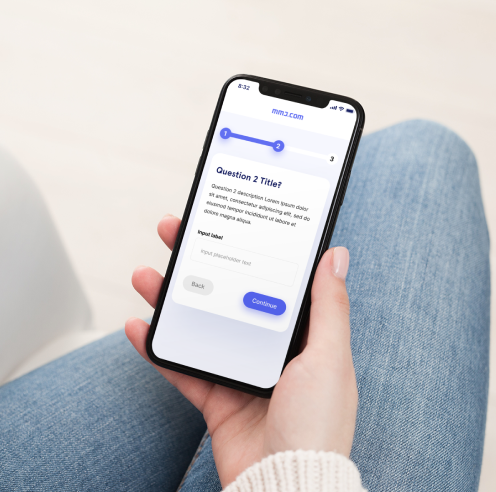 8:32
mm3.com
1
2
3
Question 2 Title?
Question 2 description Lorem ipsum dolor
sit amet, consectetur adipiscing elit, sed do
eiusmod tempor incididunt ut labore et
dolore magna aliqua.
Input label
Input placeholder text
Back
Continue